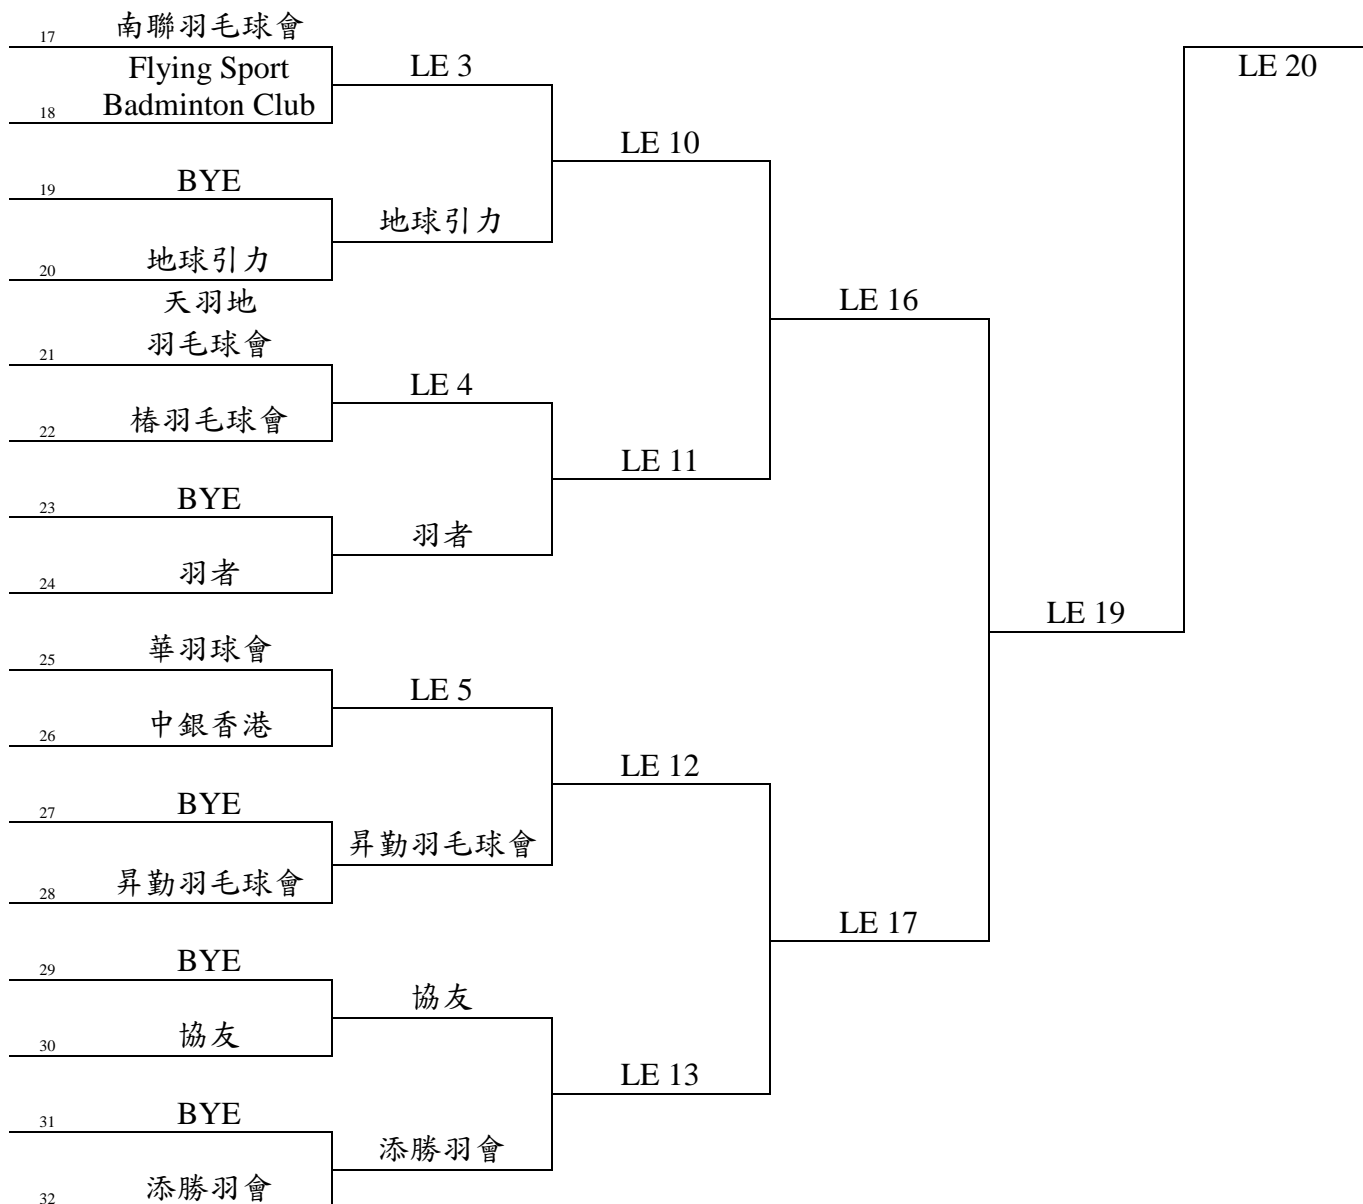 17 南聯羽毛球會
Flying Sport
18 Badminton Club
LE 3
LE 20
LE 10
19 BYE
地球引力
20 地球引力
天羽地
21 羽毛球會
LE 16
LE 4
22 椿羽毛球會
LE 11
23 BYE
羽者
24 羽者
LE 19
25 華羽球會
LE 5
26 中銀香港
LE 12
27 BYE
昇勤羽毛球會
28 昇勤羽毛球會
LE 17
29 BYE
協友
30 協友
LE 13
31 BYE
添勝羽會
32 添勝羽會